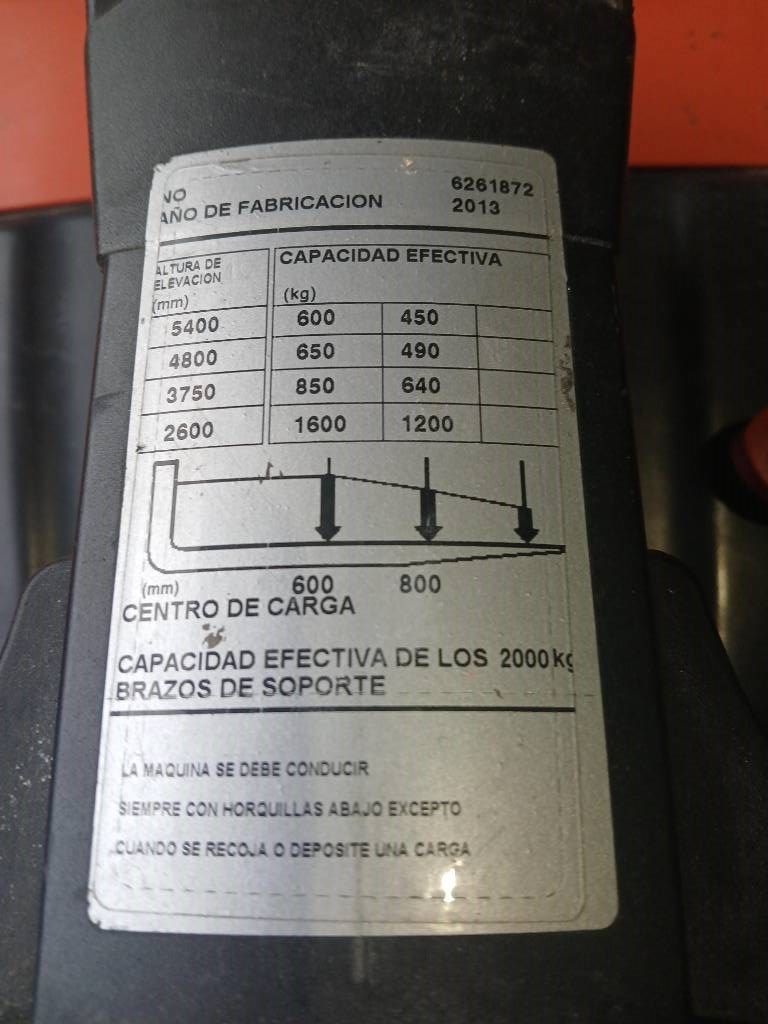 NO 6261872
AÑO DE FABRICACION 2013
ALTURA DE ELEVACION (mm) CAPACIDAD EFECTIVA (kg)
5400 600 450
4800 650 490
3750 850 640
2600 1600 1200
(mm) 600 800
CENTRO DE CARGA
CAPACIDAD EFECTIVA DE LOS 2000 kg
BRAZOS DE SOPORTE
LA MAQUINA SE DEBE CONDUCIR
SIEMPRE CON HORQUILLAS ABAJO EXCEPTO
CUANDO SE RECOJA O DEPOSITE UNA CARGA